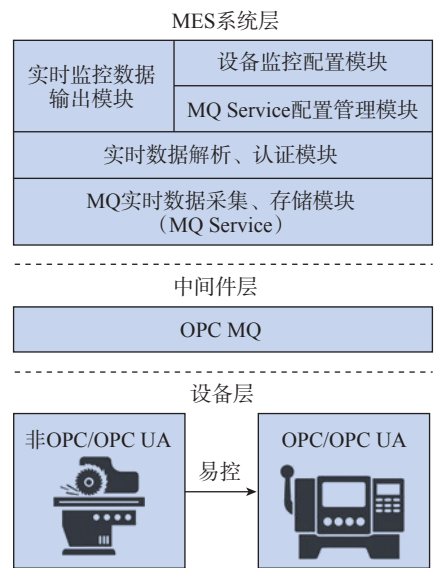 MES系统层
实时监控数据
输出模块
设备监控配置模块
MQ Service配置管理模块
实时数据解析、认证模块
MQ实时数据采集、存储模块
（MQ Service）
中间件层
OPC MQ
设备层
非OPC/OPC UA
易控
OPC/OPC UA